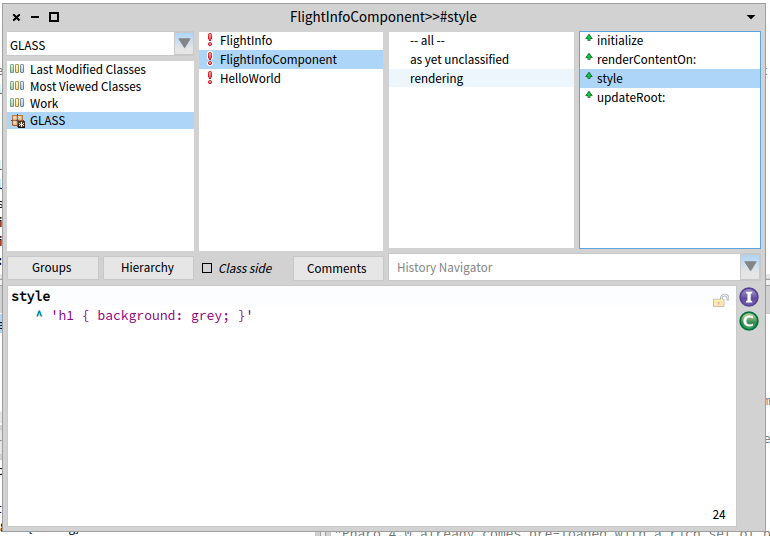 FlightInfoComponent>>#style
GLASS
Last Modified Classes
Most Viewed Classes
Work
GLASS
FlightInfo
FlightInfoComponent
HelloWorld
-- all --
as yet unclassified
rendering
initialize
renderContentOn:
style
updateRoot:
Groups
Hierarchy
Class side
Comments
History Navigator
style
^ 'h1 { background: grey; }'
I
C
24
"Pharo 4.0 already comes pre-loaded with a rich set of